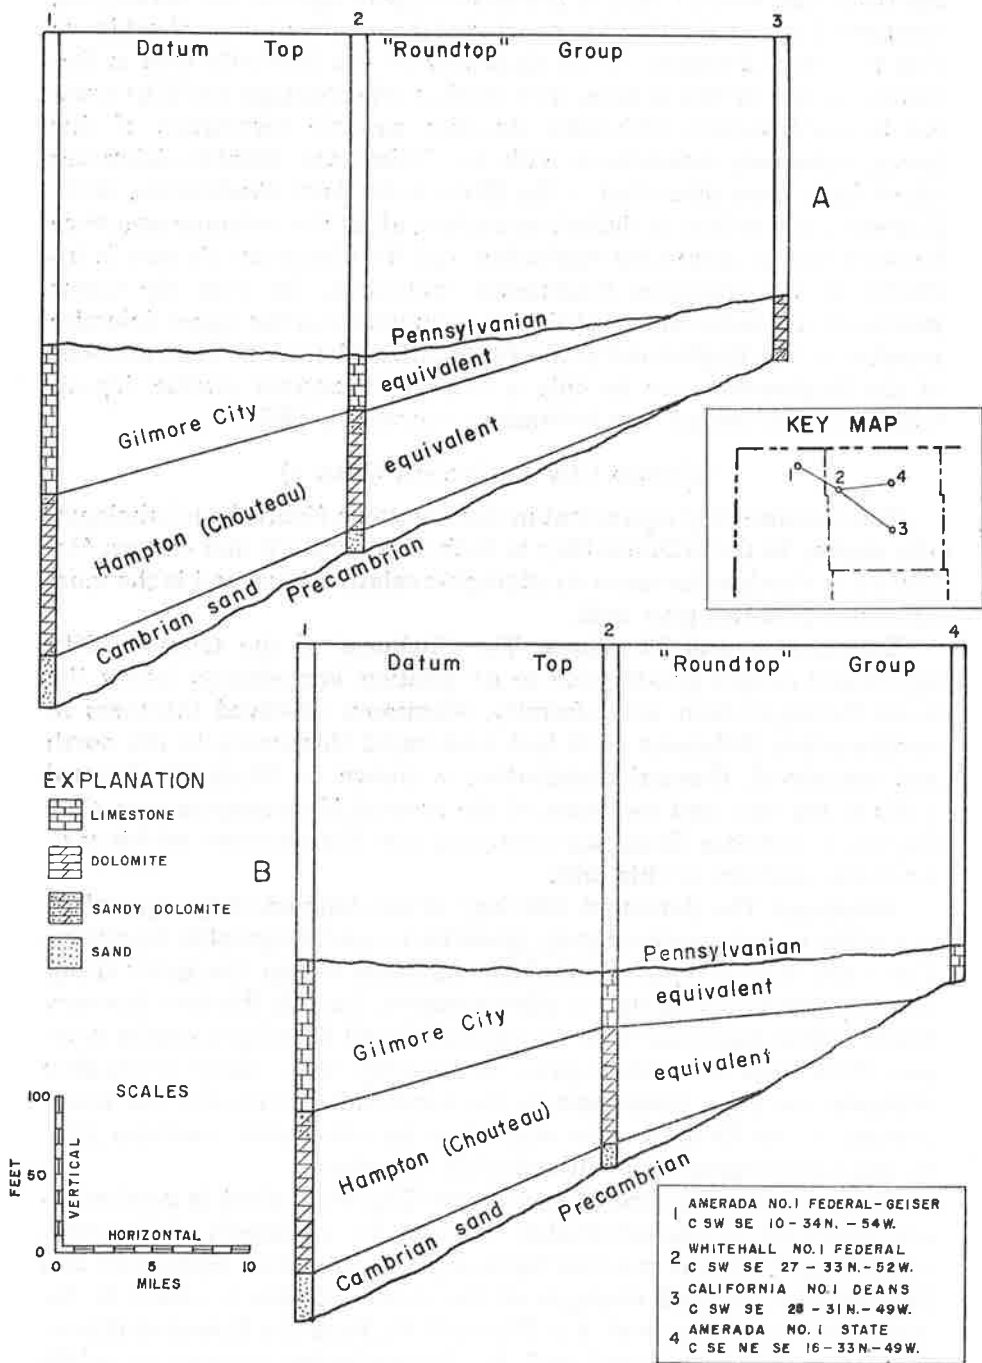 1 2 3
Datum Top "Roundtop" Group
A
Pennsylvanian
equivalent
Gilmore City
equivalent
Hampton (Chouteau)
Precambrian
Cambrian sand
KEY MAP
1 2 4
3
1 2 4
Datum Top "Roundtop" Group
B
Pennsylvanian
equivalent
Gilmore City
equivalent
Hampton (Chouteau)
Precambrian
Cambrian sand
EXPLANATION
LIMESTONE
DOLOMITE
SANDY DOLOMITE
SAND
SCALES
100
50
0
FEET
VERTICAL
HORIZONTAL
0 5 10
MILES
1 AMERADA NO.1 FEDERAL-GEISER
C SW SE 10-34N.-54W.
2 WHITEHALL NO.1 FEDERAL
C SW SE 27-33N.-52W.
3 CALIFORNIA NO.1 DEANS
C SW SE 28-31N.-49W.
4 AMERADA NO.1 STATE
C SE NE SE 16-33N.-49W.